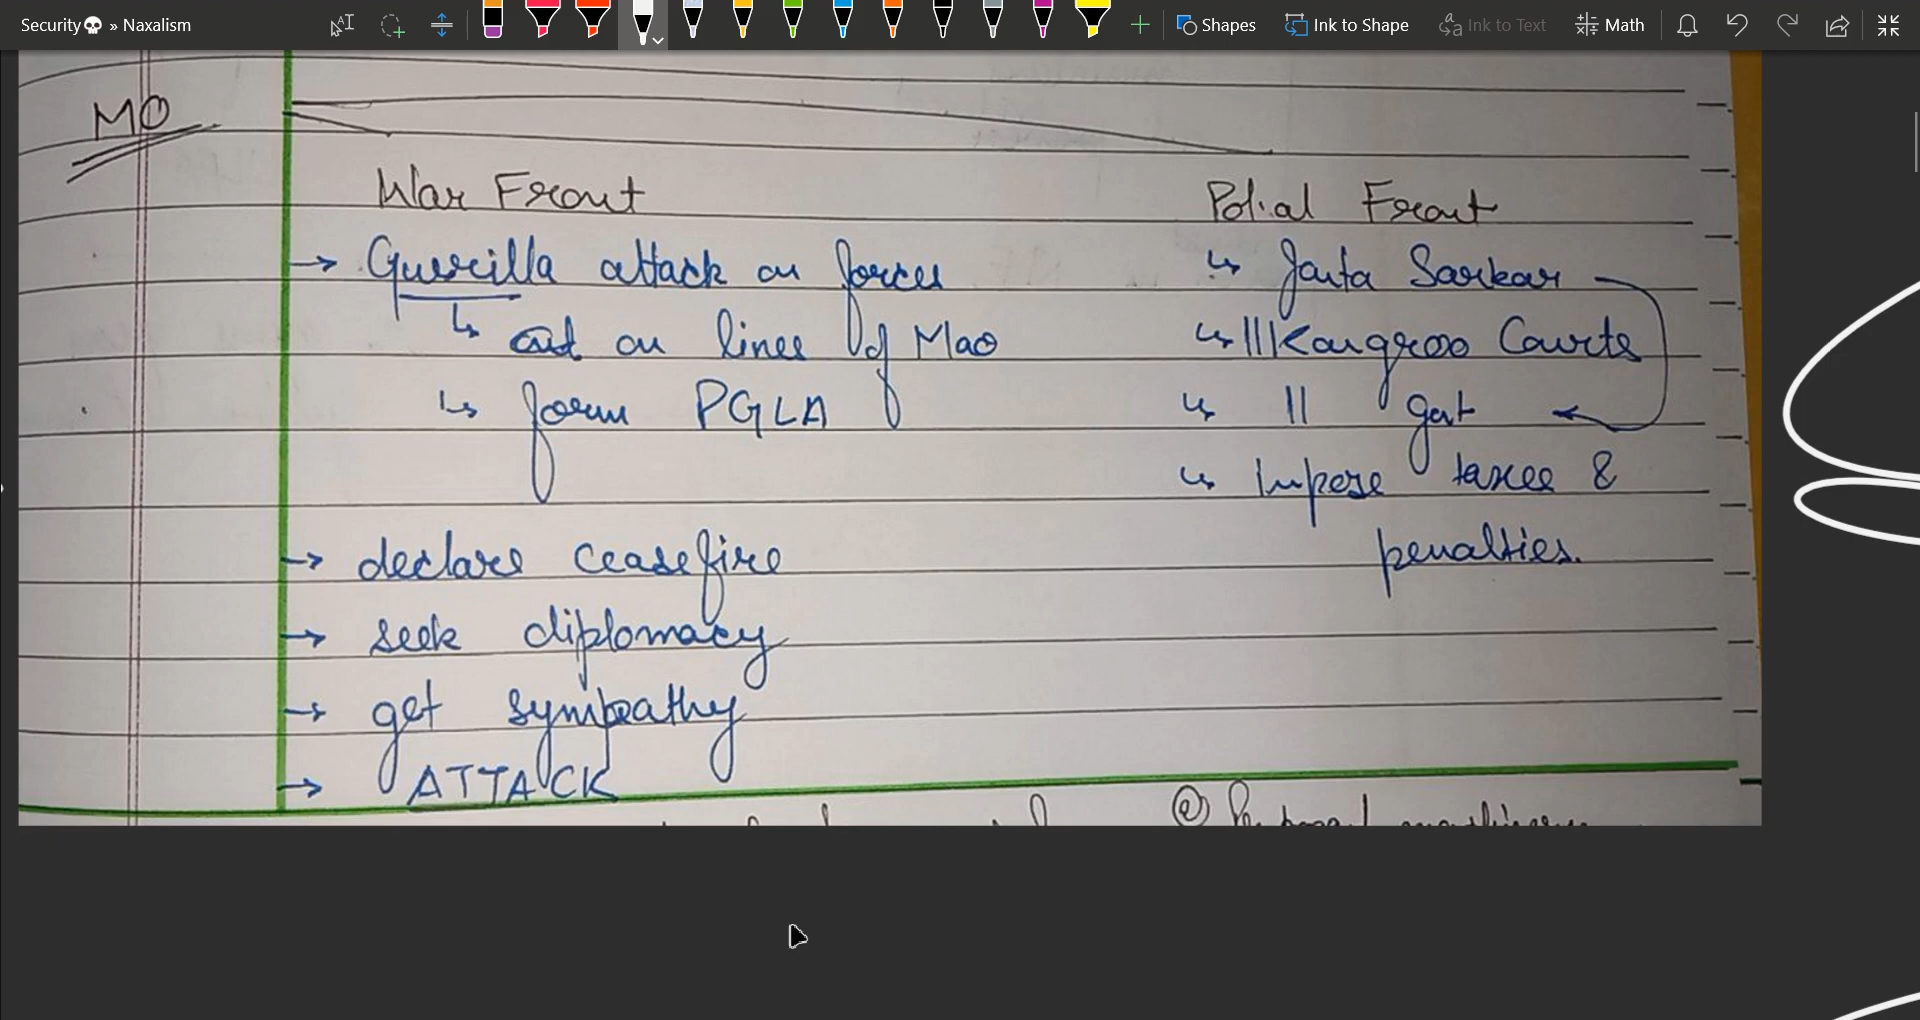 Security💀 » Naxalism
Shapes
Ink to Shape
Ink to Text
Math
MO
War Front
Polial Front
→ Guerilla attack on forces
↳ Janta Sarkar
↳ on lines of Mao
↳ || Kangroo Courts
↳ form PGLA
↳ || govt
↳ Impose taxes &
penalties.
→ declare ceasefire
→ seek diplomacy
→ get sympathy
→ ATTACK